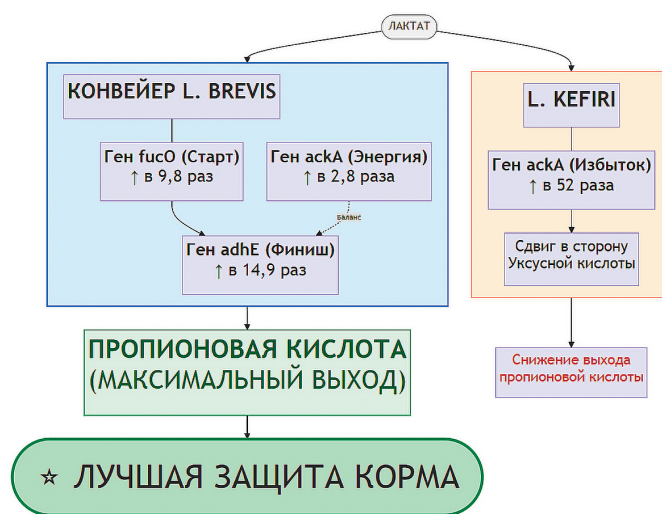 ЛАКТАТ
КОНВЕЙЕР L. BREVIS
Ген fucO (Старт)
↑ в 9,8 раз
Ген ackA (Энергия)
↑ в 2,8 раза
Баланс
Ген adhE (Финиш)
↑ в 14,9 раз
ПРОПИОНОВАЯ КИСЛОТА
(МАКСИМАЛЬНЫЙ ВЫХОД)
☆ ЛУЧШАЯ ЗАЩИТА КОРМА
L. KEFIRI
Ген ackA (Избыток)
↑ в 52 раза
Сдвиг в сторону
Уксусной кислоты
Снижение выхода
пропионовой кислоты